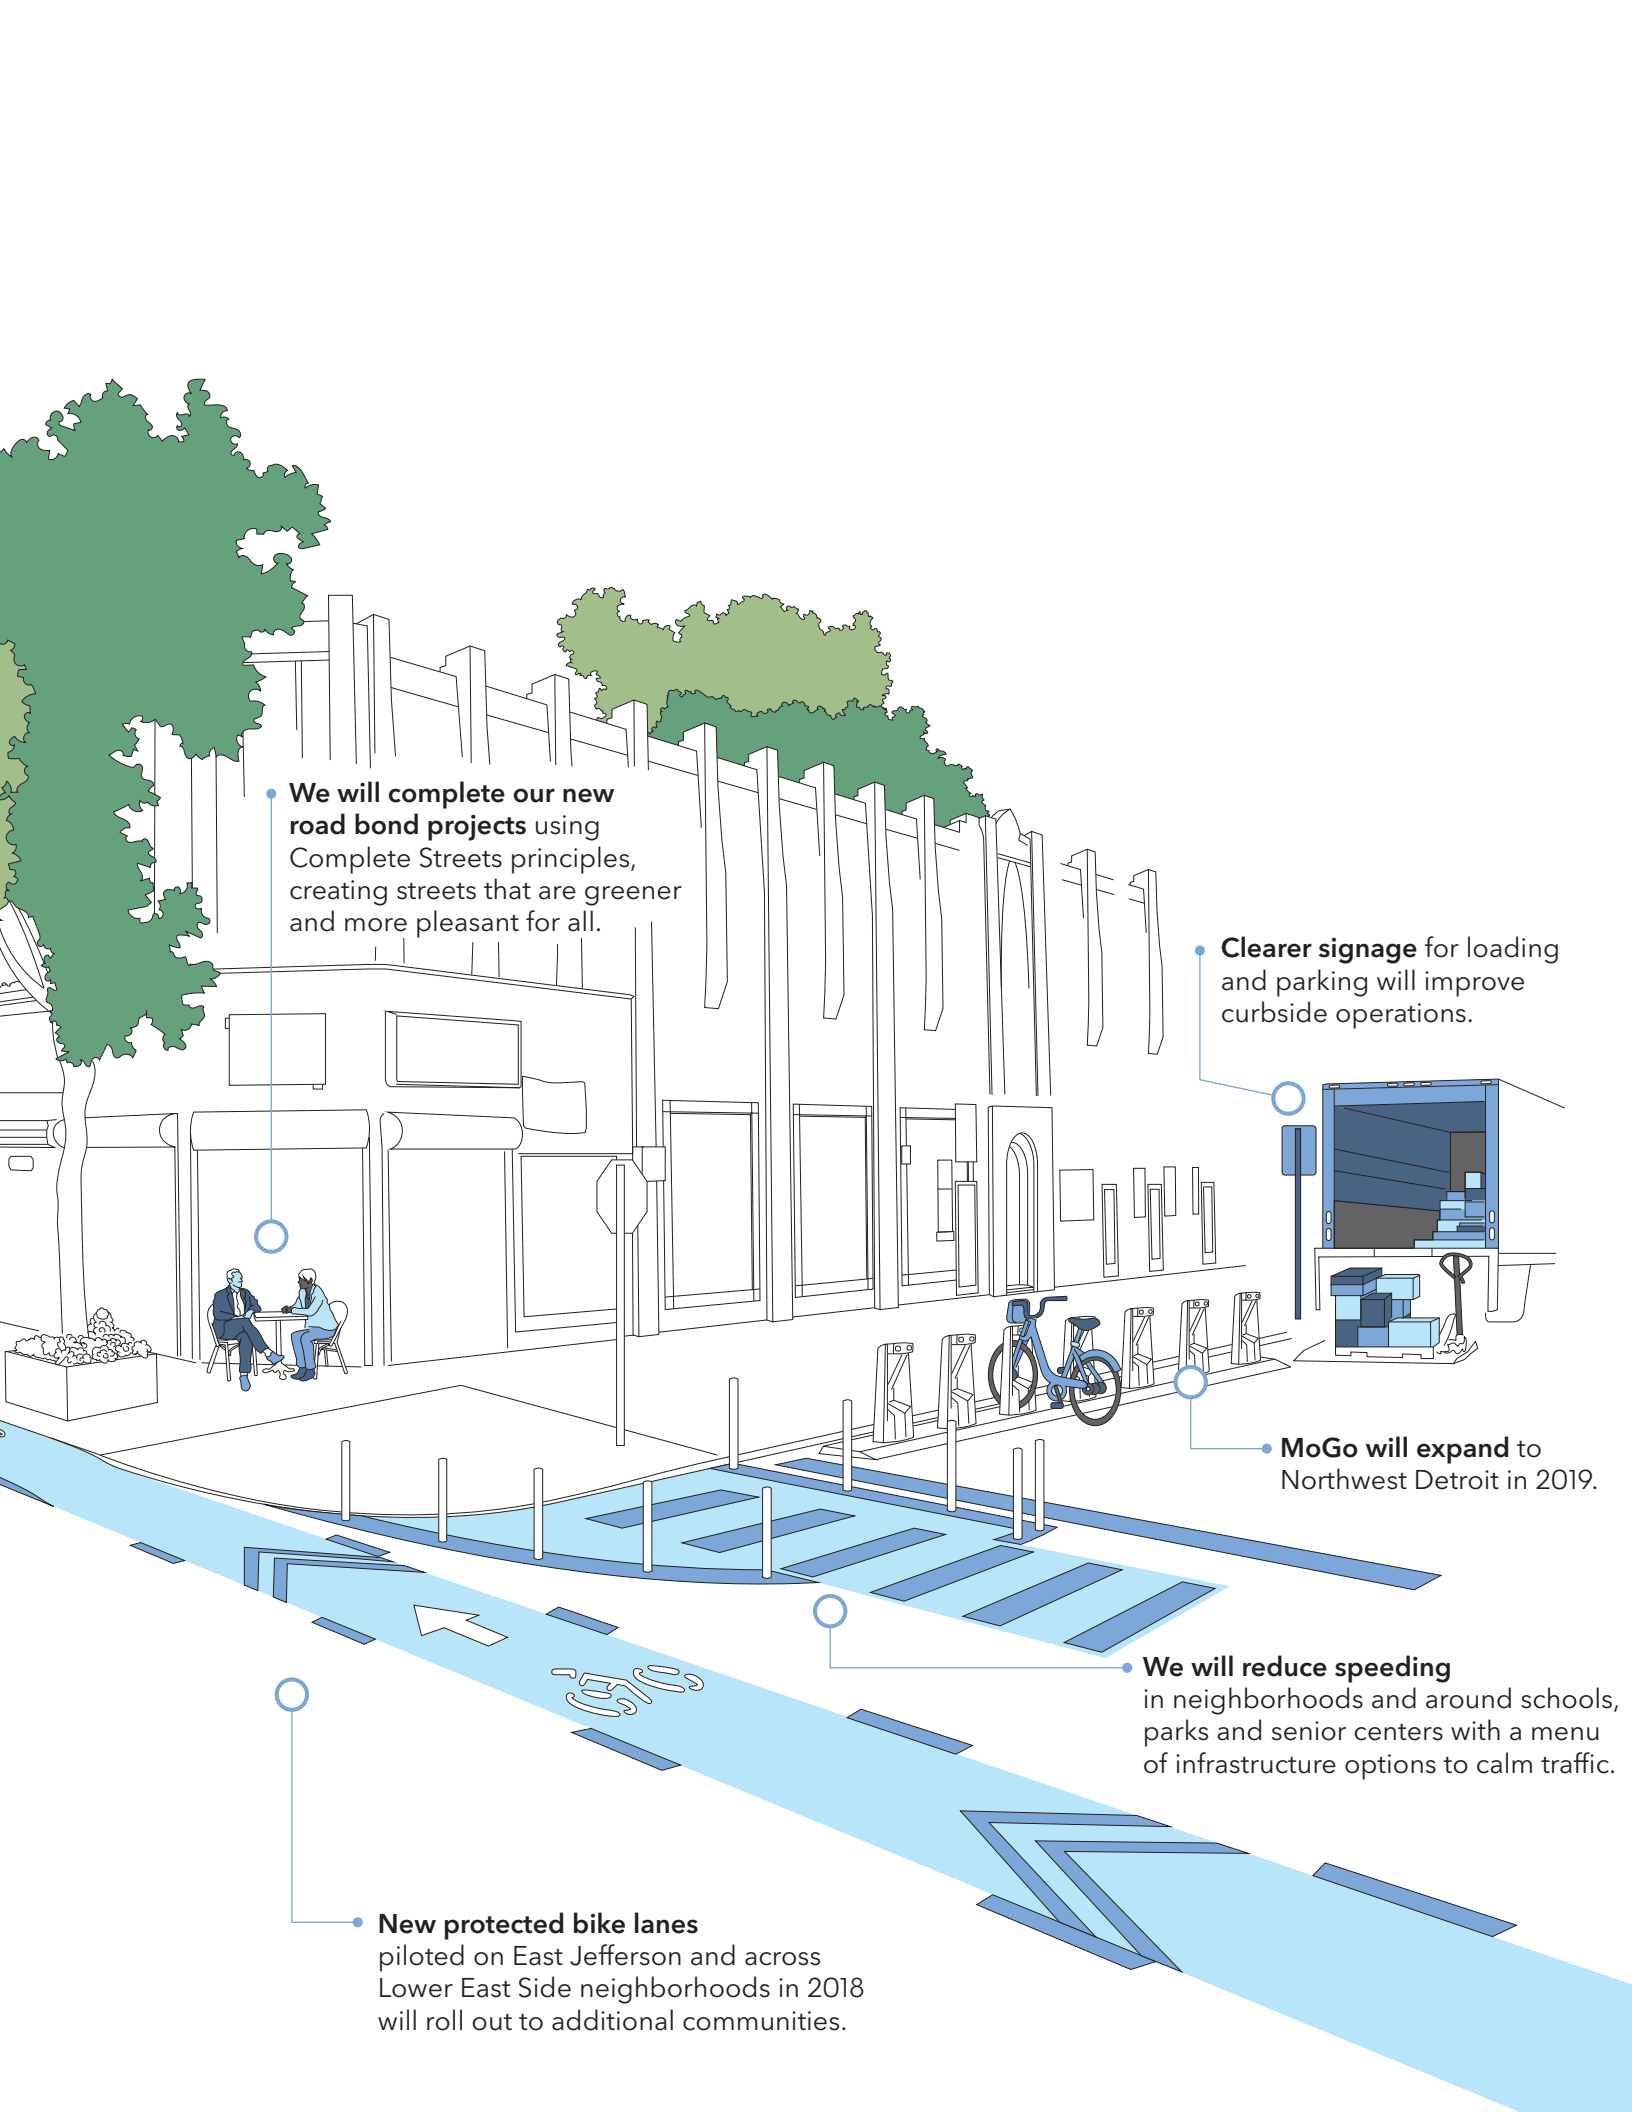 We will complete our new
road bond projects using
Complete Streets principles,
creating streets that are greener
and more pleasant for all.
Clearer signage for loading
and parking will improve
curbside operations.
MoGo will expand to
Northwest Detroit in 2019.
We will reduce speeding
in neighborhoods and around schools,
parks and senior centers with a menu
of infrastructure options to calm traffic.
New protected bike lanes
piloted on East Jefferson and across
Lower East Side neighborhoods in 2018
will roll out to additional communities.